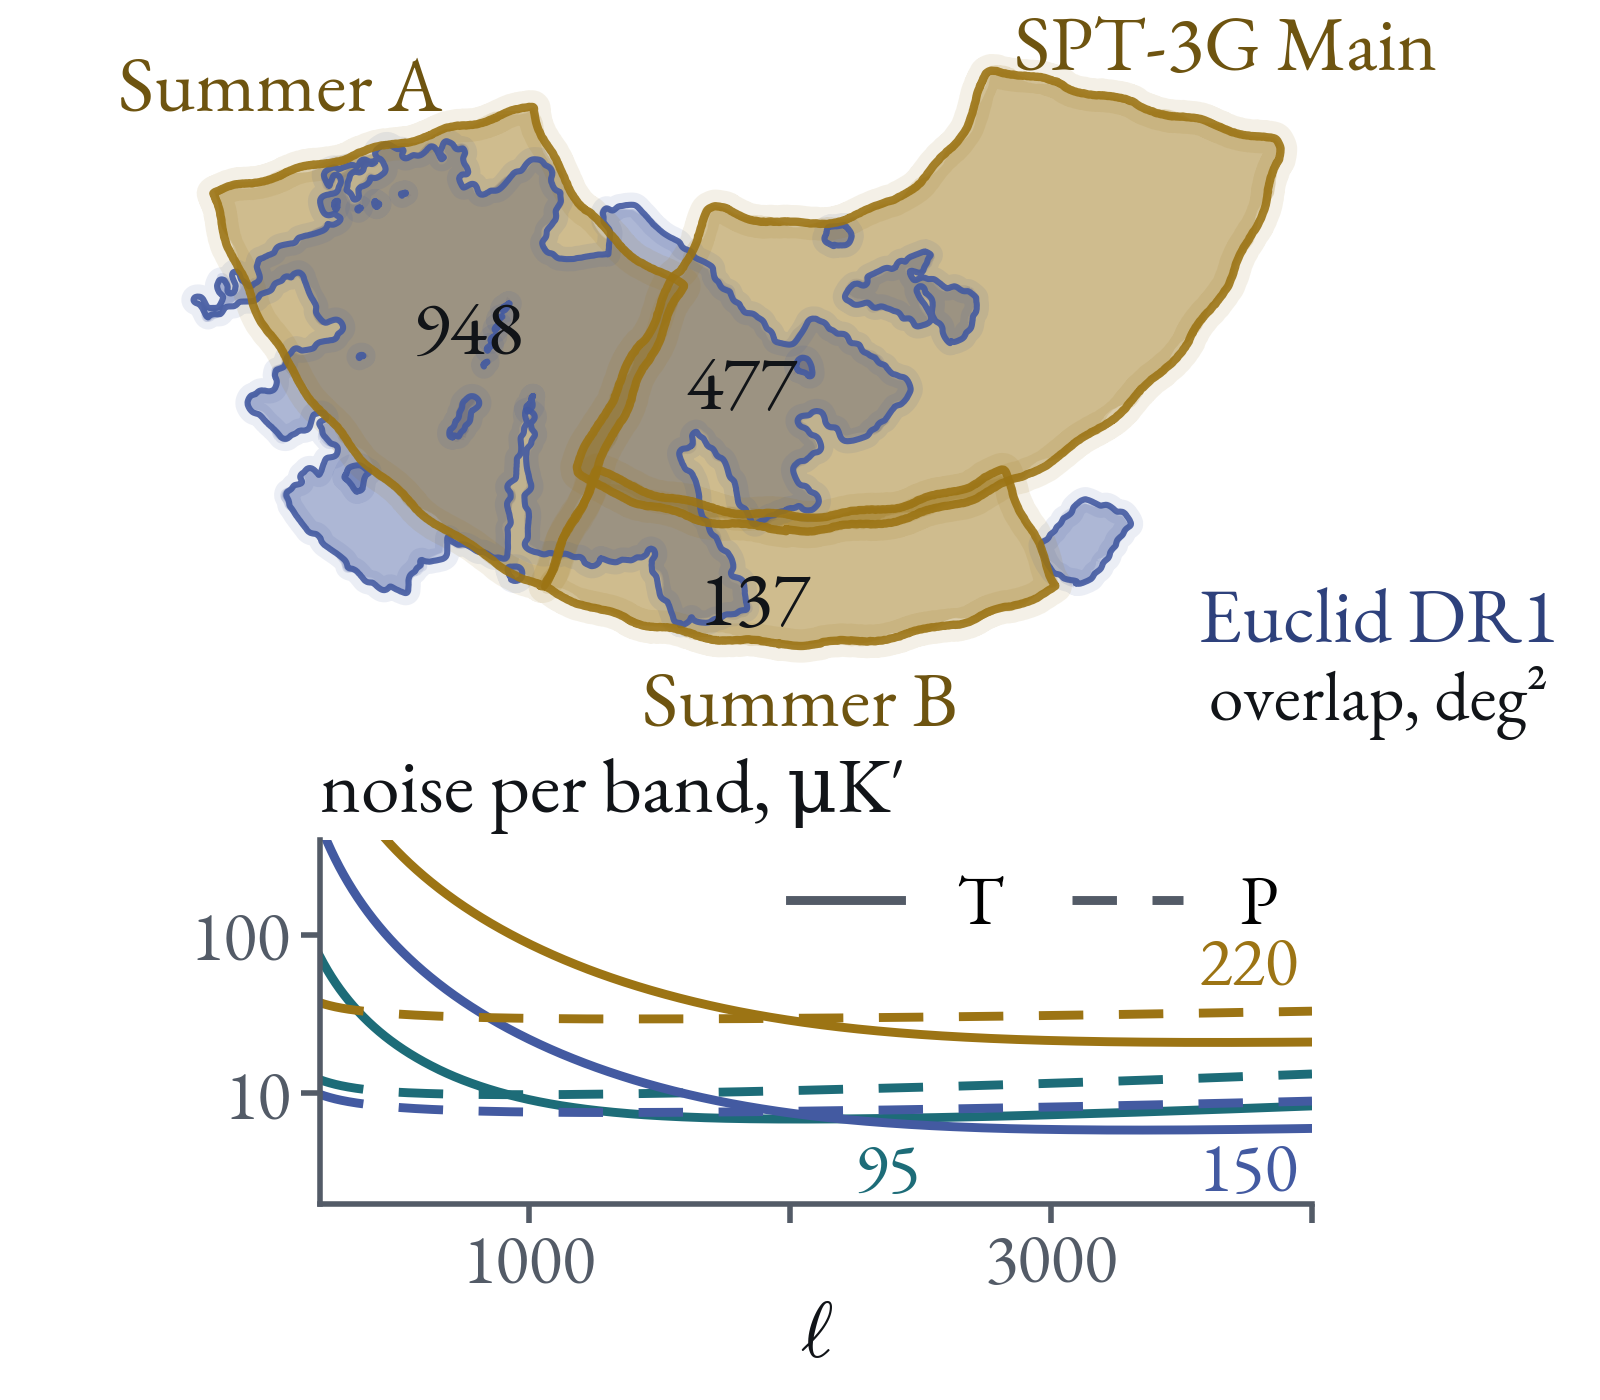 SPT-3G Main
Summer A
948
477
137
Euclid DR1
overlap, deg²
Summer B
noise per band, µK′
T P
100
220
10
95
150
1000
3000
ℓ